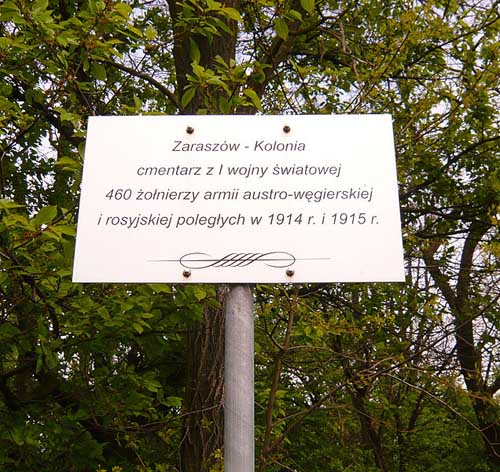 Zaraszów - Kolonia
cmentarz z I wojny światowej
460 żołnierzy armii austro-węgierskiej
i rosyjskiej poległych w 1914 r. i 1915 r.